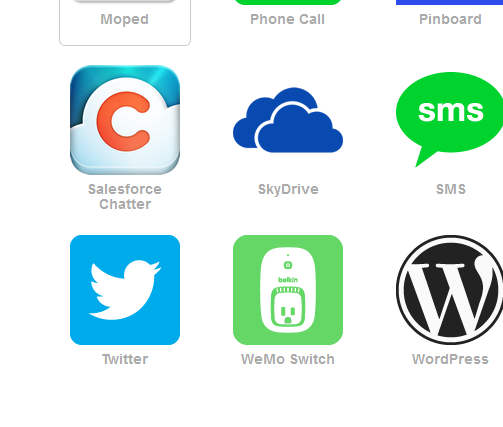 Moped
Phone Call
Pinboard
sms
Salesforce
Chatter
SkyDrive
SMS
belkin
Twitter
WeMo Switch
WordPress